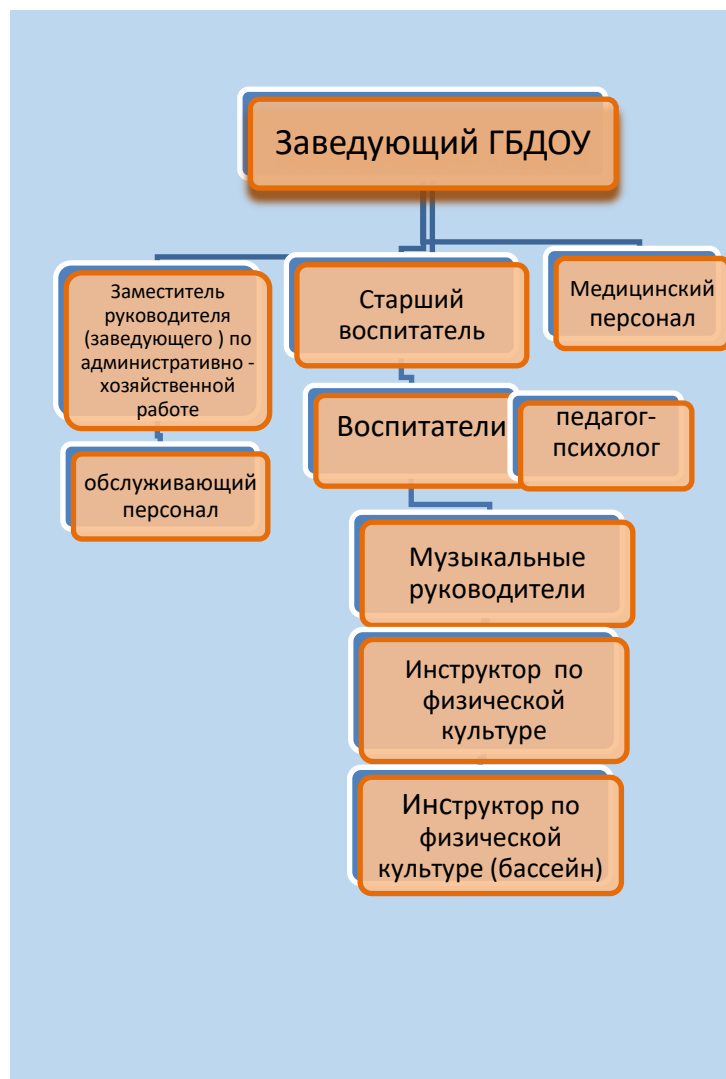 Заведующий ГБДОУ
Заместитель
руководителя
(заведующего ) по
административно -
хозяйственной
работе
Старший
воспитатель
Медицинский
персонал
обслуживающий
персонал
Воспитатели
педагог-
психолог
Музыкальные
руководители
Инструктор по
физической
культуре
Инструктор по
физической
культуре (бассейн)